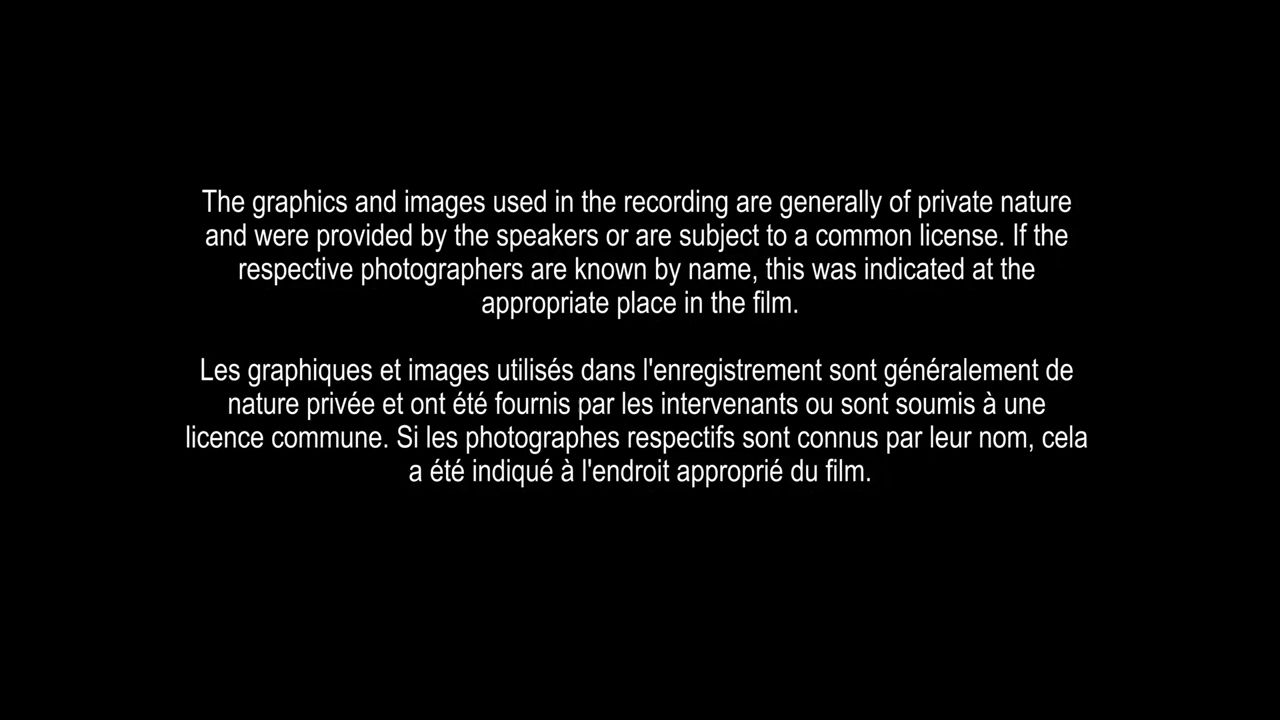 The graphics and images used in the recording are generally of private nature
and were provided by the speakers or are subject to a common license. If the
respective photographers are known by name, this was indicated at the
appropriate place in the film.
Les graphiques et images utilisés dans l'enregistrement sont généralement de
nature privée et ont été fournis par les intervenants ou sont soumis à une
licence commune. Si les photographes respectifs sont connus par leur nom, cela
a été indiqué à l'endroit approprié du film.